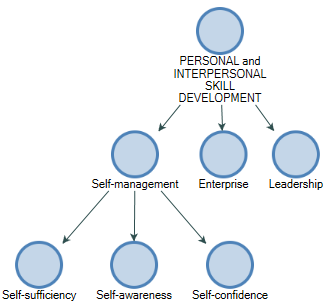 PERSONAL and
INTERPERSONAL
SKILL
DEVELOPMENT
Self-management
Enterprise
Leadership
Self-sufficiency
Self-awareness
Self-confidence